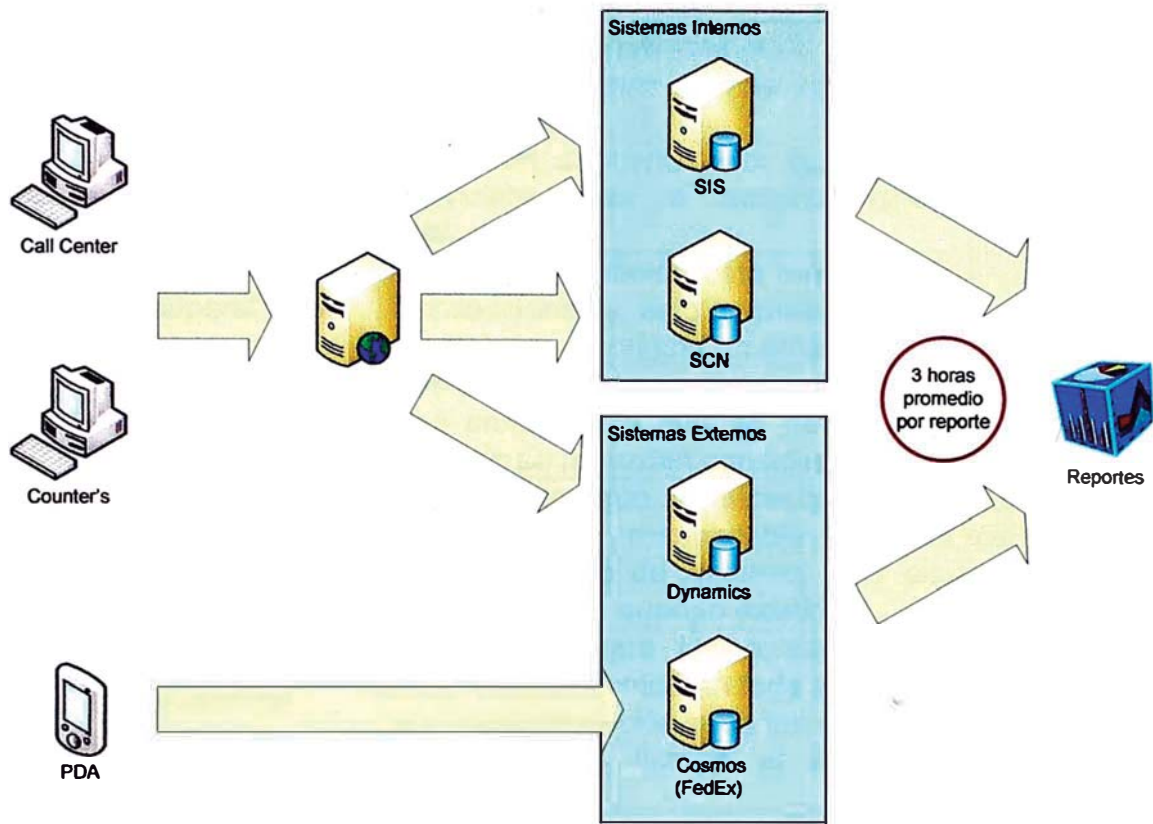 Sistemas Internos
SIS
SCN
Call Center
Counter's
PDA
Sistemas Externos
Dynamics
Cosmos
(FedEx)
3 horas
promedio
por reporte
Reportes